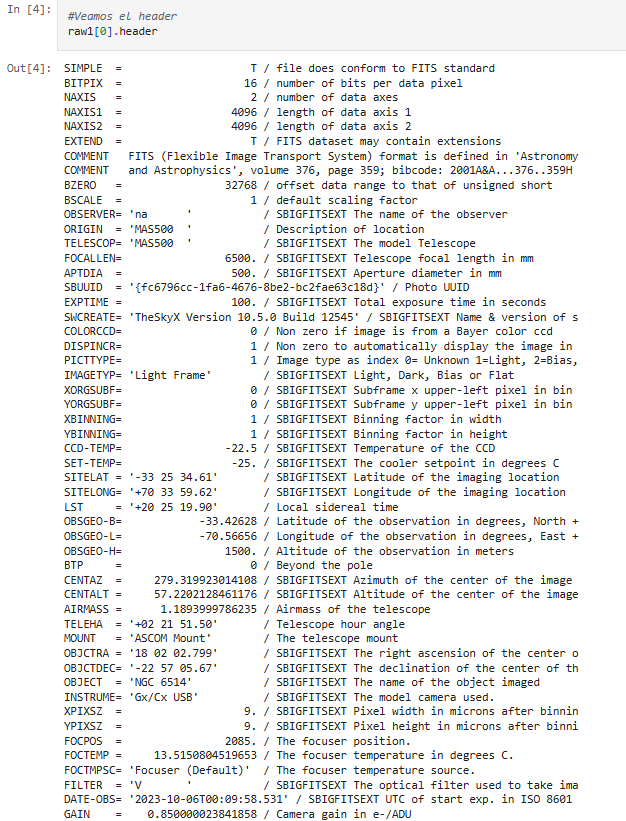 In [4]: #Veamos el header
raw1[0].header
Out[4]: SIMPLE  =                    T / file does conform to FITS standard
BITPIX  =                   16 / number of bits per data pixel
NAXIS   =                    2 / number of data axes
NAXIS1  =                 4096 / length of data axis 1
NAXIS2  =                 4096 / length of data axis 2
EXTEND  =                    T / FITS dataset may contain extensions
COMMENT   FITS (Flexible Image Transport System) format is defined in 'Astronomy
COMMENT   and Astrophysics', volume 376, page 359; bibcode: 2001A&A...376..359H
BZERO   =                32768 / offset data range to that of unsigned short
BSCALE  =                    1 / default scaling factor
OBSERVER= 'na      '           / SBIGFITSEXT The name of the observer
ORIGIN  = 'MAS500  '           / Description of location
TELESCOP= 'MAS500  '           / SBIGFITSEXT The model Telescope
FOCALLEN=                6500. / SBIGFITSEXT Telescope focal length in mm
APTDIA  =                 500. / SBIGFITSEXT Aperture diameter in mm
SBUUID  = '{fc6796cc-1fa6-4676-8be2-bc2fae63c18d}' / Photo UUID
EXPTIME =                 100. / SBIGFITSEXT Total exposure time in seconds
SWCREATE= 'TheSkyX Version 10.5.0 Build 12545' / SBIGFITSEXT Name & version of s
COLORCCD=                    0 / Non zero if image is from a Bayer color ccd
DISPINCR=                    1 / Non zero to automatically display the image in
PICTTYPE=                    1 / Image type as index 0= Unknown 1=Light, 2=Bias,
IMAGETYP= 'Light Frame'        / SBIGFITSEXT Light, Dark, Bias or Flat
XORGSUBF=                    0 / SBIGFITSEXT Subframe x upper-left pixel in bin
YORGSUBF=                    0 / SBIGFITSEXT Subframe y upper-left pixel in bin
XBINNING=                    1 / SBIGFITSEXT Binning factor in width
YBINNING=                    1 / SBIGFITSEXT Binning factor in height
CCD-TEMP=                -22.5 / SBIGFITSEXT Temperature of the CCD
SET-TEMP=                 -25. / SBIGFITSEXT The cooler setpoint in degrees C
SITELAT = '-33 25 34.61'       / SBIGFITSEXT Latitude of the imaging location
SITELONG= '+70 33 59.62'       / SBIGFITSEXT Longitude of the imaging location
LST     = '+20 25 19.90'       / Local sidereal time
OBSGEO-B=            -33.42628 / Latitude of the observation in degrees, North +
OBSGEO-L=            -70.56656 / Longitude of the observation in degrees, East +
OBSGEO-H=                1500. / Altitude of the observation in meters
BTP     =                    0 / Beyond the pole
CENTAZ  =     279.319923014108 / SBIGFITSEXT Azimuth of the center of the image
CENTALT =     57.2202128461176 / SBIGFITSEXT Altitude of the center of the image
AIRMASS =      1.1893999786235 / Airmass of the telescope
TELEHA  = '+02 21 51.50'       / Telescope hour angle
MOUNT   = 'ASCOM Mount'        / The telescope mount
OBJCTRA = '18 02 02.799'       / SBIGFITSEXT The right ascension of the center o
OBJCTDEC= '-22 57 05.67'       / SBIGFITSEXT The declination of the center of th
OBJECT  = 'NGC 6514'           / SBIGFITSEXT The name of the object imaged
INSTRUME= 'Gx/Cx USB'          / SBIGFITSEXT The model camera used.
XPIXSZ  =                   9. / SBIGFITSEXT Pixel width in microns after binnin
YPIXSZ  =                   9. / SBIGFITSEXT Pixel height in microns after binni
FOCPOS  =                2085. / The focuser position.
FOCTEMP =     13.5150804519653 / The focuser temperature in degrees C.
FOCTMPSC= 'Focuser (Default)'  / The focuser temperature source.
FILTER  = 'V       '           / SBIGFITSEXT The optical filter used to take ima
DATE-OBS= '2023-10-06T00:09:58.531' / SBIGFITSEXT UTC of start exp. in ISO 8601
GAIN    =    0.850000023841858 / Camera gain in e-/ADU